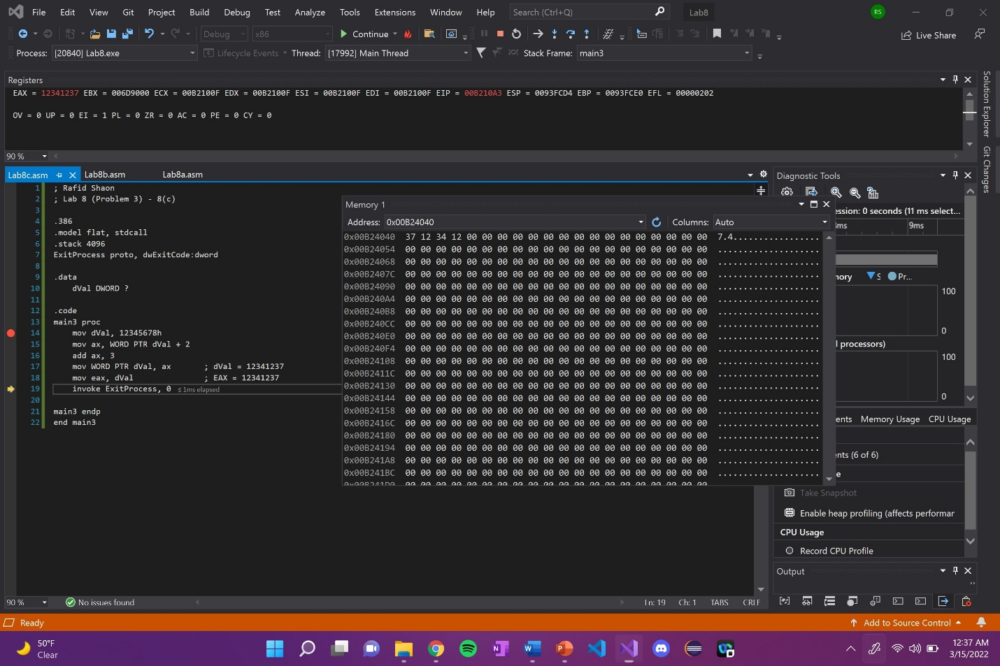 File Edit View Git Project Build Debug Test Analyze Tools Extensions Window Help Search (Ctrl+Q) Lab8 RS
Debug x86 Continue Live Share
Process: [20840] Lab8.exe Lifecycle Events Thread: [17992] Main Thread Stack Frame: main3
Registers
EAX = 12341237 EBX = 006D9000 ECX = 00B2100F EDX = 00B2100F ESI = 00B2100F EDI = 00B2100F EIP = 00B210A3 ESP = 0093FCD4 EBP = 0093FCE0 EFL = 00000202
OV = 0 UP = 0 EI = 1 PL = 0 ZR = 0 AC = 0 PE = 0 CY = 0
90 %
Solution Explorer
Git Changes
Lab8c.asm Lab8b.asm Lab8a.asm
1 ; Rafid Shaon
2 ; Lab 8 (Problem 3) - 8(c)
3
4 .386
5 .model flat, stdcall
6 .stack 4096
7 ExitProcess proto, dwExitCode:dword
8
9 .data
10 dVal DWORD ?
11
12 .code
13 main3 proc
14 mov dVal, 12345678h
15 mov ax, WORD PTR dVal + 2
16 add ax, 3
17 mov WORD PTR dVal, ax ; dVal = 12341237
18 mov eax, dVal ; EAX = 12341237
19 invoke ExitProcess, 0 ≤ 1ms elapsed
20
21 main3 endp
22 end main3
Memory 1
Address: 0x00B24040 Columns: Auto
0x00B24040 37 12 34 12 00 00 00 00 00 00 00 00 00 00 00 00 00 00 00 00 7.4.................
0x00B24054 00 00 00 00 00 00 00 00 00 00 00 00 00 00 00 00 00 00 00 00 ....................
0x00B24068 00 00 00 00 00 00 00 00 00 00 00 00 00 00 00 00 00 00 00 00 ....................
0x00B2407C 00 00 00 00 00 00 00 00 00 00 00 00 00 00 00 00 00 00 00 00 ....................
0x00B24090 00 00 00 00 00 00 00 00 00 00 00 00 00 00 00 00 00 00 00 00 ....................
0x00B240A4 00 00 00 00 00 00 00 00 00 00 00 00 00 00 00 00 00 00 00 00 ....................
0x00B240B8 00 00 00 00 00 00 00 00 00 00 00 00 00 00 00 00 00 00 00 00 ....................
0x00B240CC 00 00 00 00 00 00 00 00 00 00 00 00 00 00 00 00 00 00 00 00 ....................
0x00B240E0 00 00 00 00 00 00 00 00 00 00 00 00 00 00 00 00 00 00 00 00 ....................
0x00B240F4 00 00 00 00 00 00 00 00 00 00 00 00 00 00 00 00 00 00 00 00 ....................
0x00B24108 00 00 00 00 00 00 00 00 00 00 00 00 00 00 00 00 00 00 00 00 ....................
0x00B2411C 00 00 00 00 00 00 00 00 00 00 00 00 00 00 00 00 00 00 00 00 ....................
0x00B24130 00 00 00 00 00 00 00 00 00 00 00 00 00 00 00 00 00 00 00 00 ....................
0x00B24144 00 00 00 00 00 00 00 00 00 00 00 00 00 00 00 00 00 00 00 00 ....................
0x00B24158 00 00 00 00 00 00 00 00 00 00 00 00 00 00 00 00 00 00 00 00 ....................
0x00B2416C 00 00 00 00 00 00 00 00 00 00 00 00 00 00 00 00 00 00 00 00 ....................
0x00B24180 00 00 00 00 00 00 00 00 00 00 00 00 00 00 00 00 00 00 00 00 ....................
0x00B24194 00 00 00 00 00 00 00 00 00 00 00 00 00 00 00 00 00 00 00 00 ....................
0x00B241A8 00 00 00 00 00 00 00 00 00 00 00 00 00 00 00 00 00 00 00 00 ....................
0x00B241BC 00 00 00 00 00 00 00 00 00 00 00 00 00 00 00 00 00 00 00 00 ....................
Diagnostic Tools
ession: 0 seconds (11 ms select...
ms 9ms
nory S Pr...
100
0
l processors)
100
0
ents Memory Usage CPU Usage
nts (6 of 6)
e
Take Snapshot
Enable heap profiling (affects performar
CPU Usage
Record CPU Profile
Output
90 % No issues found Ln: 19 Ch: 1 TABS CRLF
Ready Add to Source Control
50°F
Clear
12:37 AM
3/15/2022